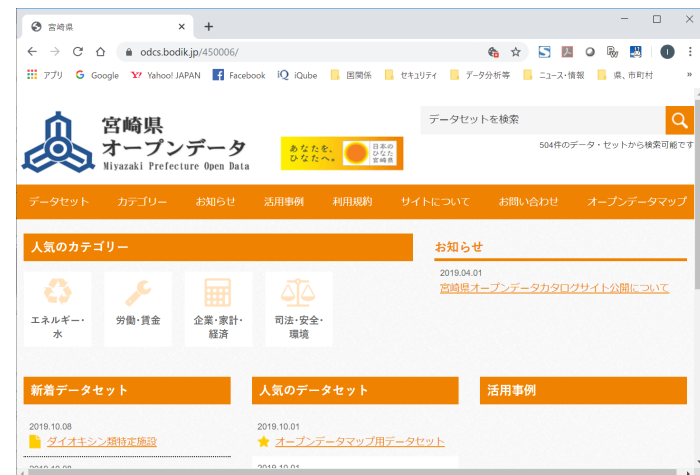 宮崎県
odcs.bodik.jp/450006/
アプリ Google Yahoo! JAPAN Facebook iQube 国関係 セキュリティ データ分析等 ニュース・情報 県、市町村 »
宮崎県
オープンデータ
Miyazaki Prefecture Open Data
あなたを、
ひなたへ。
日本の
ひなた
宮崎県
データセットを検索
504件のデータ・セットから検索可能です
データセット カテゴリー お知らせ 活用事例 利用規約 サイトについて お問い合わせ オープンデータマップ
人気のカテゴリー
エネルギー・
水
労働・賃金
企業・家計・
経済
司法・安全・
環境
お知らせ
2019.04.01
宮崎県オープンデータカタログサイト公開について
新着データセット
2019.10.08
ダイオキシン類特定施設
2019.10.08
人気のデータセット
2019.10.01
オープンデータマップ用データセット
2019.10.01
活用事例